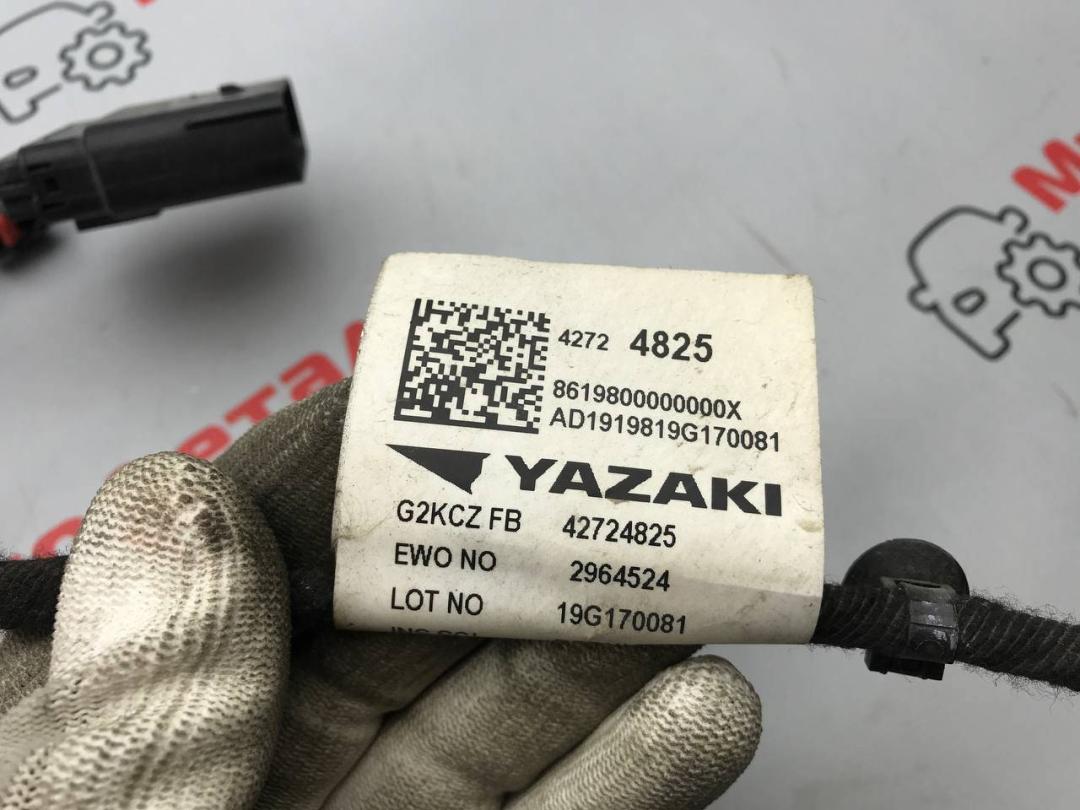 4272 4825
8619800000000X
AD1919819G170081
YAZAKI
G2KCZ FB 42724825
EWO NO 2964524
LOT NO 19G170081